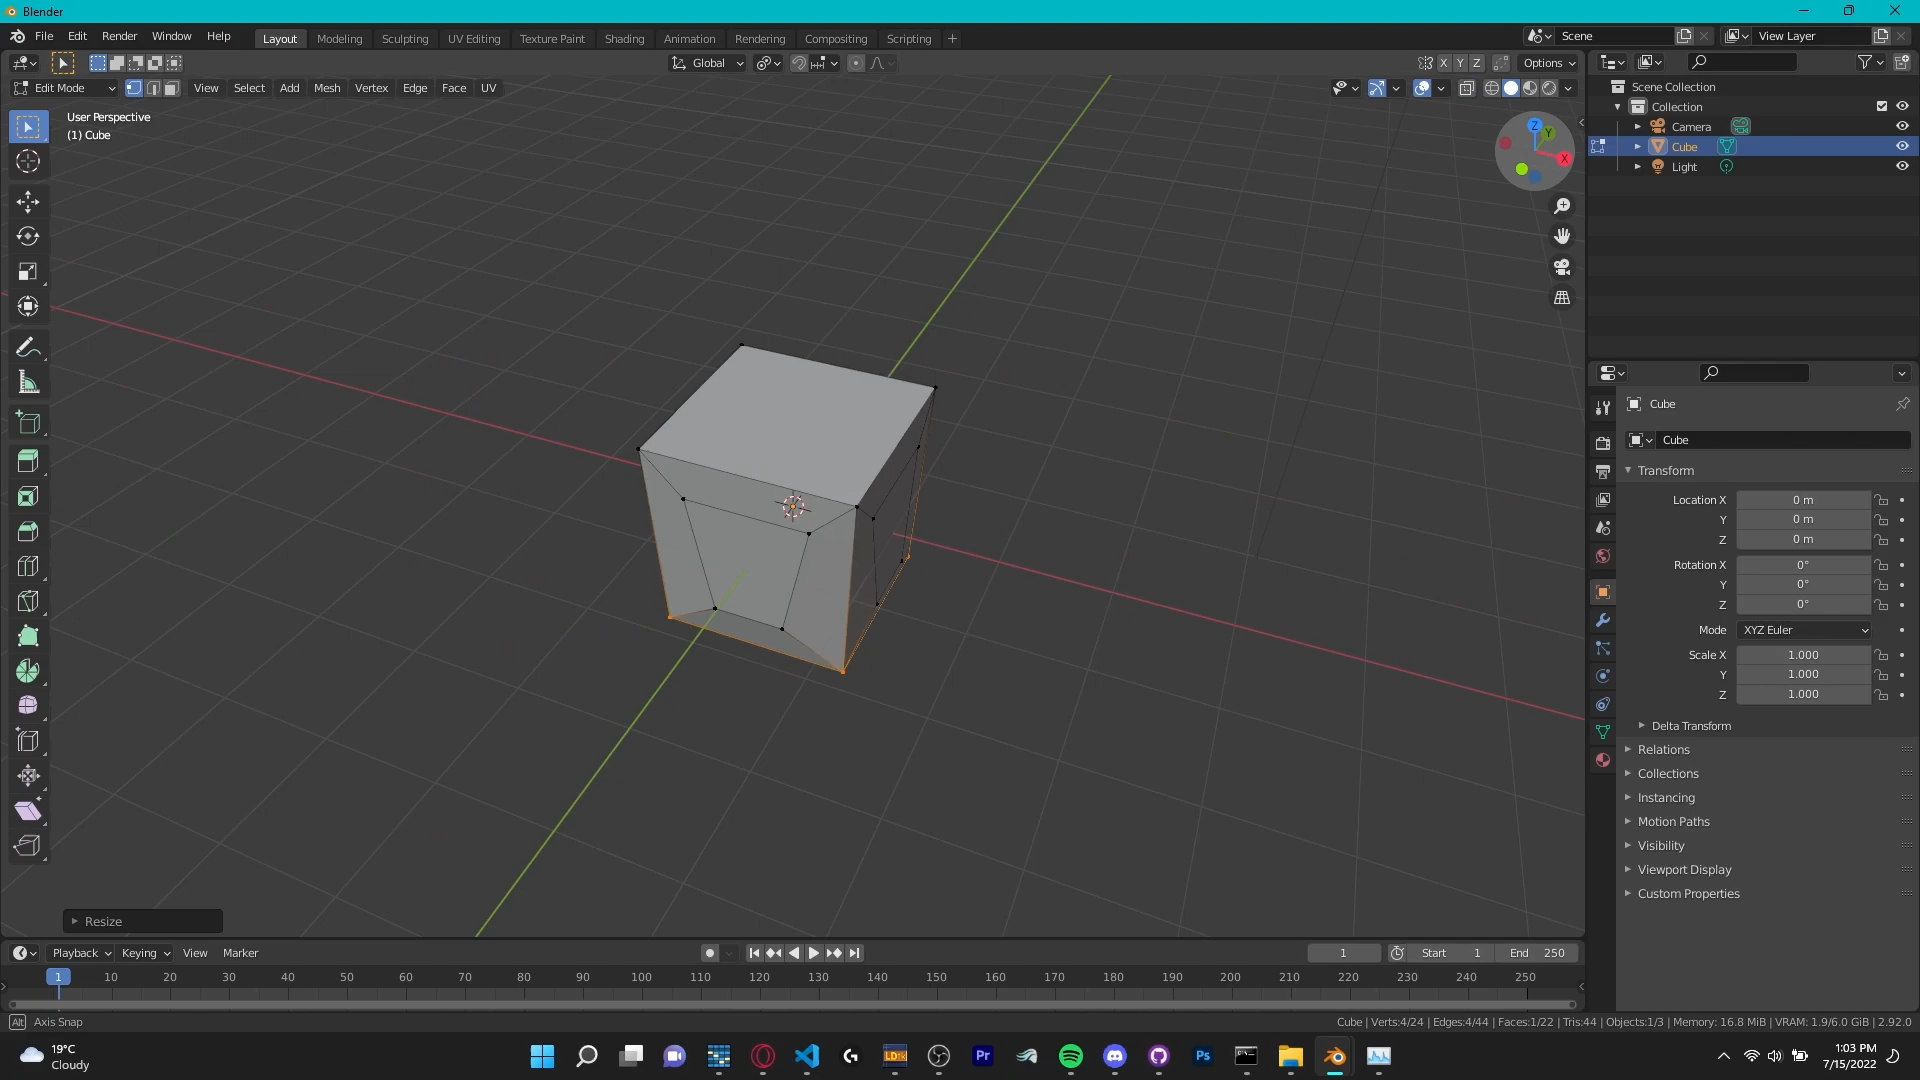 Blender
File Edit Render Window Help
Layout Modeling Sculpting UV Editing Texture Paint Shading Animation Rendering Compositing Scripting +
Scene
View Layer
Global
X Y Z
Options
Edit Mode
View Select Add Mesh Vertex Edge Face UV
User Perspective
(1) Cube
Z
Y
X
Scene Collection
Collection
Camera
Cube
Light
Cube
Cube
Transform
Location X 0 m
Y 0 m
Z 0 m
Rotation X 0°
Y 0°
Z 0°
Mode XYZ Euler
Scale X 1.000
Y 1.000
Z 1.000
Delta Transform
Relations
Collections
Instancing
Motion Paths
Visibility
Viewport Display
Custom Properties
Resize
Playback Keying View Marker
1
Start 1
End 250
1 10 20 30 40 50 60 70 80 90 100 110 120 130 140 150 160 170 180 190 200 210 220 230 240 250
Alt Axis Snap
Cube | Verts:4/24 | Edges:4/44 | Faces:1/22 | Tris:44 | Objects:1/3 | Memory: 16.8 MiB | VRAM: 1.9/6.0 GiB | 2.92.0
19°C
Cloudy
LDtk
Pr
Ps
1:03 PM
7/15/2022